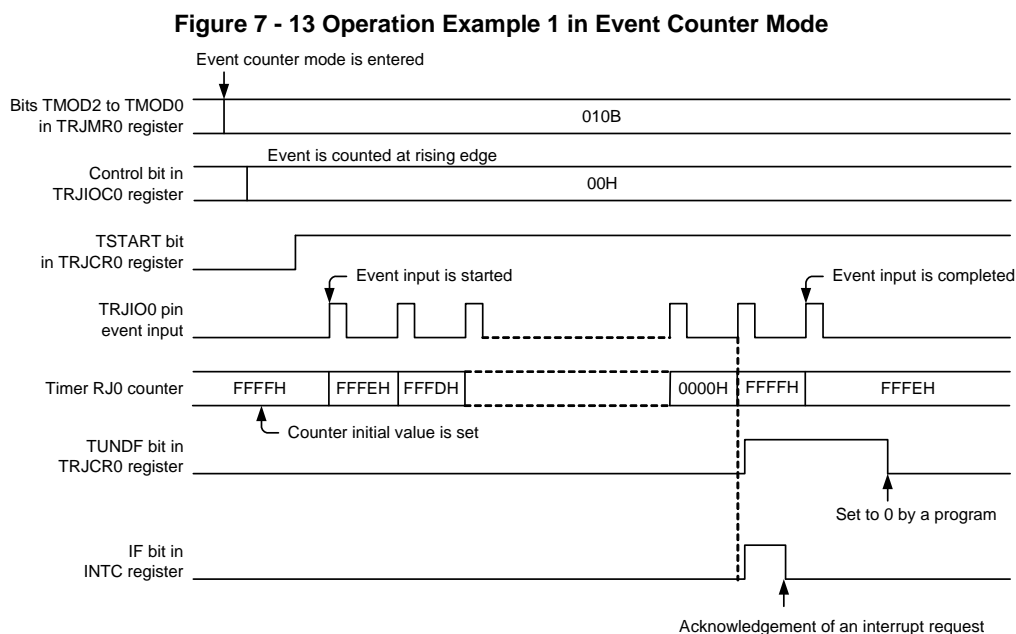 Figure 7 - 13 Operation Example 1 in Event Counter Mode
Event counter mode is entered
Bits TMOD2 to TMOD0
in TRJMR0 register
010B
Event is counted at rising edge
Control bit in
TRJIOC0 register
00H
TSTART bit
in TRJCR0 register
Event input is started
Event input is completed
TRJIO0 pin
event input
Timer RJ0 counter
FFFFH
FFFEH
FFFDH
0000H
FFFFH
FFFEH
Counter initial value is set
TUNDF bit in
TRJCR0 register
Set to 0 by a program
IF bit in
INTC register
Acknowledgement of an interrupt request